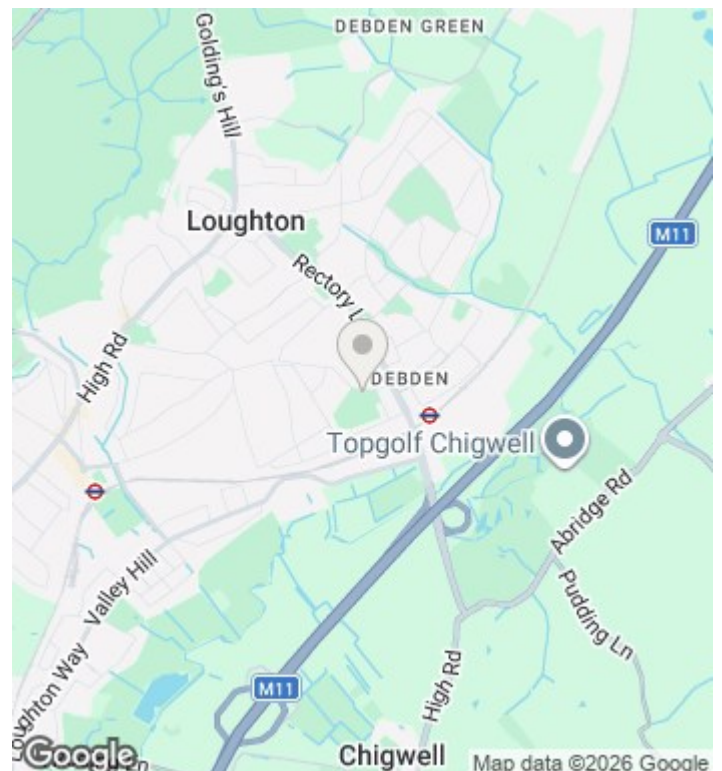 DEBDEN GREEN
Golding's Hill
Loughton
M11
Rectory L
High Rd
DEBDEN
Topgolf Chigwell
Abridge Rd
Valley Hill
Pudding Ln
Loughton Way
High Rd
M11
Chigwell
Google
Map data ©2026 Google